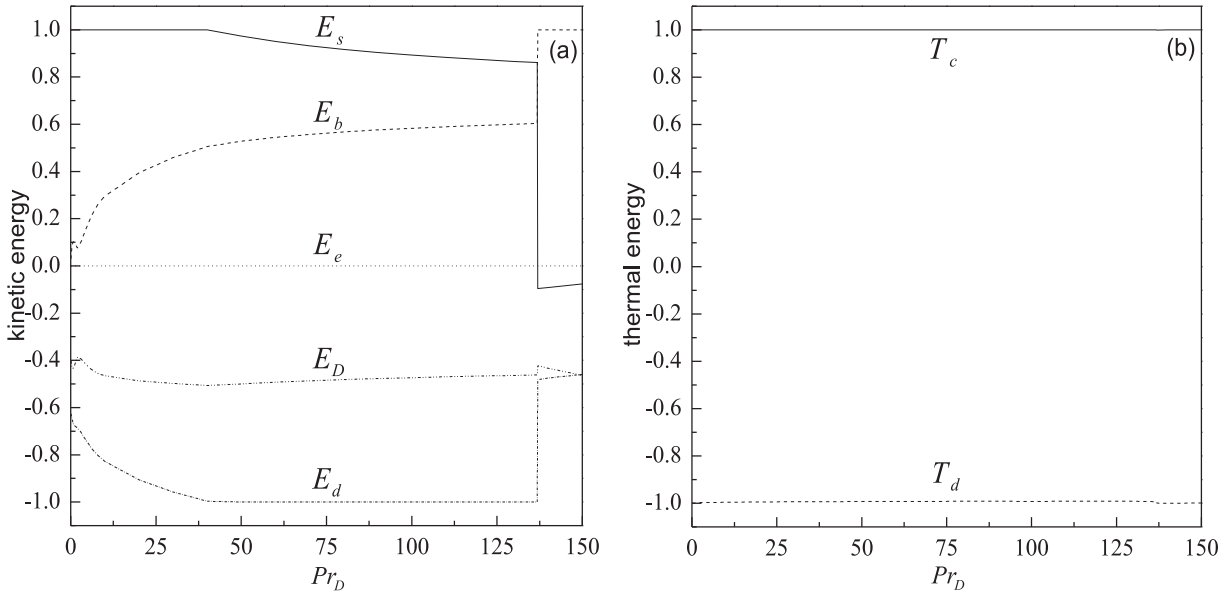 (a)
kinetic energy
1.0
0.8
0.6
0.4
0.2
0.0
-0.2
-0.4
-0.6
-0.8
-1.0
E_s
E_b
E_e
E_D
E_d
0 25 50 75 100 125 150
Pr_D
(b)
thermal energy
1.0
0.8
0.6
0.4
0.2
0.0
-0.2
-0.4
-0.6
-0.8
-1.0
T_c
T_d
0 25 50 75 100 125 150
Pr_D